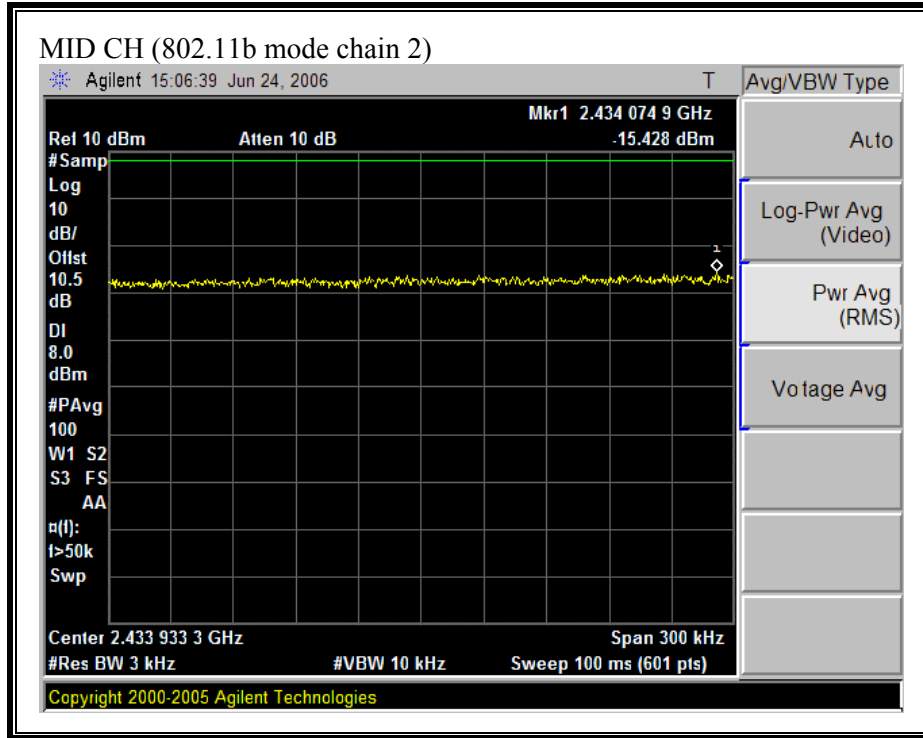 MID CH (802.11b mode chain 2)
Agilent 15:06:39 Jun 24, 2006 T
Mkr1 2.434 074 9 GHz
Ref 10 dBm Atten 10 dB -15.428 dBm
#Samp
Log
10
dB/
Offst
10.5
dB
DI
8.0
dBm
#PAvg
100
W1 S2
S3 FS
AA
¤(f):
f>50k
Swp
1
Center 2.433 933 3 GHz Span 300 kHz
#Res BW 3 kHz #VBW 10 kHz Sweep 100 ms (601 pts)
Copyright 2000-2005 Agilent Technologies
Avg/VBW Type
Auto
Log-Pwr Avg
(Video)
Pwr Avg
(RMS)
Voltage Avg